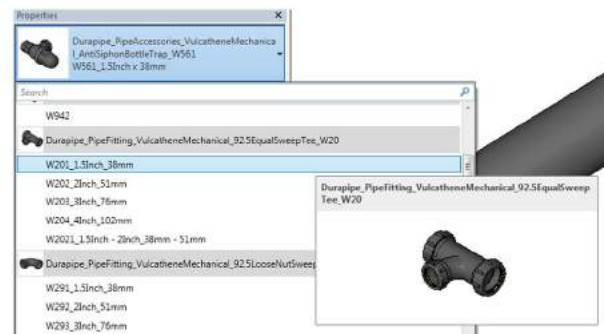 Properties
X
Durapipe_PipeAccessories_VulcatheneMechanica
l_AntiSiphonBottleTrap_W561
W561_1.5Inch x 38mm
Search
W942
Durapipe_PipeFitting_VulcatheneMechanical_92.5EqualSweepTee_W20
W201_1.5Inch_38mm
W202_2Inch_51mm
Durapipe_PipeFitting_VulcatheneMechanical_92.5EqualSweep
Tee_W20
W203_3Inch_76mm
W204_4Inch_102mm
W2021_1.5Inch - 2Inch_38mm - 51mm
Durapipe_PipeFitting_VulcatheneMechanical_92.5LooseNutSweep
W291_1.5Inch_38mm
W292_2Inch_51mm
W293_3Inch_76mm